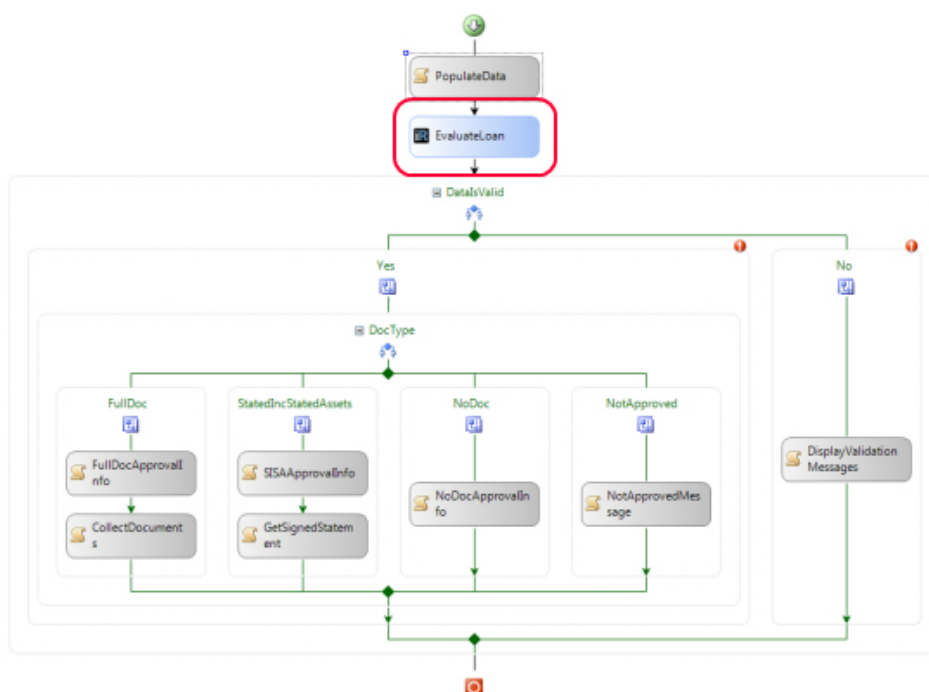 PopulateData
EvaluateLoan
DataIsValid
Yes
No
DocType
FullDoc
StatedIncStatedAssets
NoDoc
NotApproved
FullDocApprovalI
nfo
SISAApprovalInfo
NoDocApprovalIn
fo
NotApprovedMes
sage
DisplayValidation
Messages
CollectDocument
s
GetSignedStatem
ent